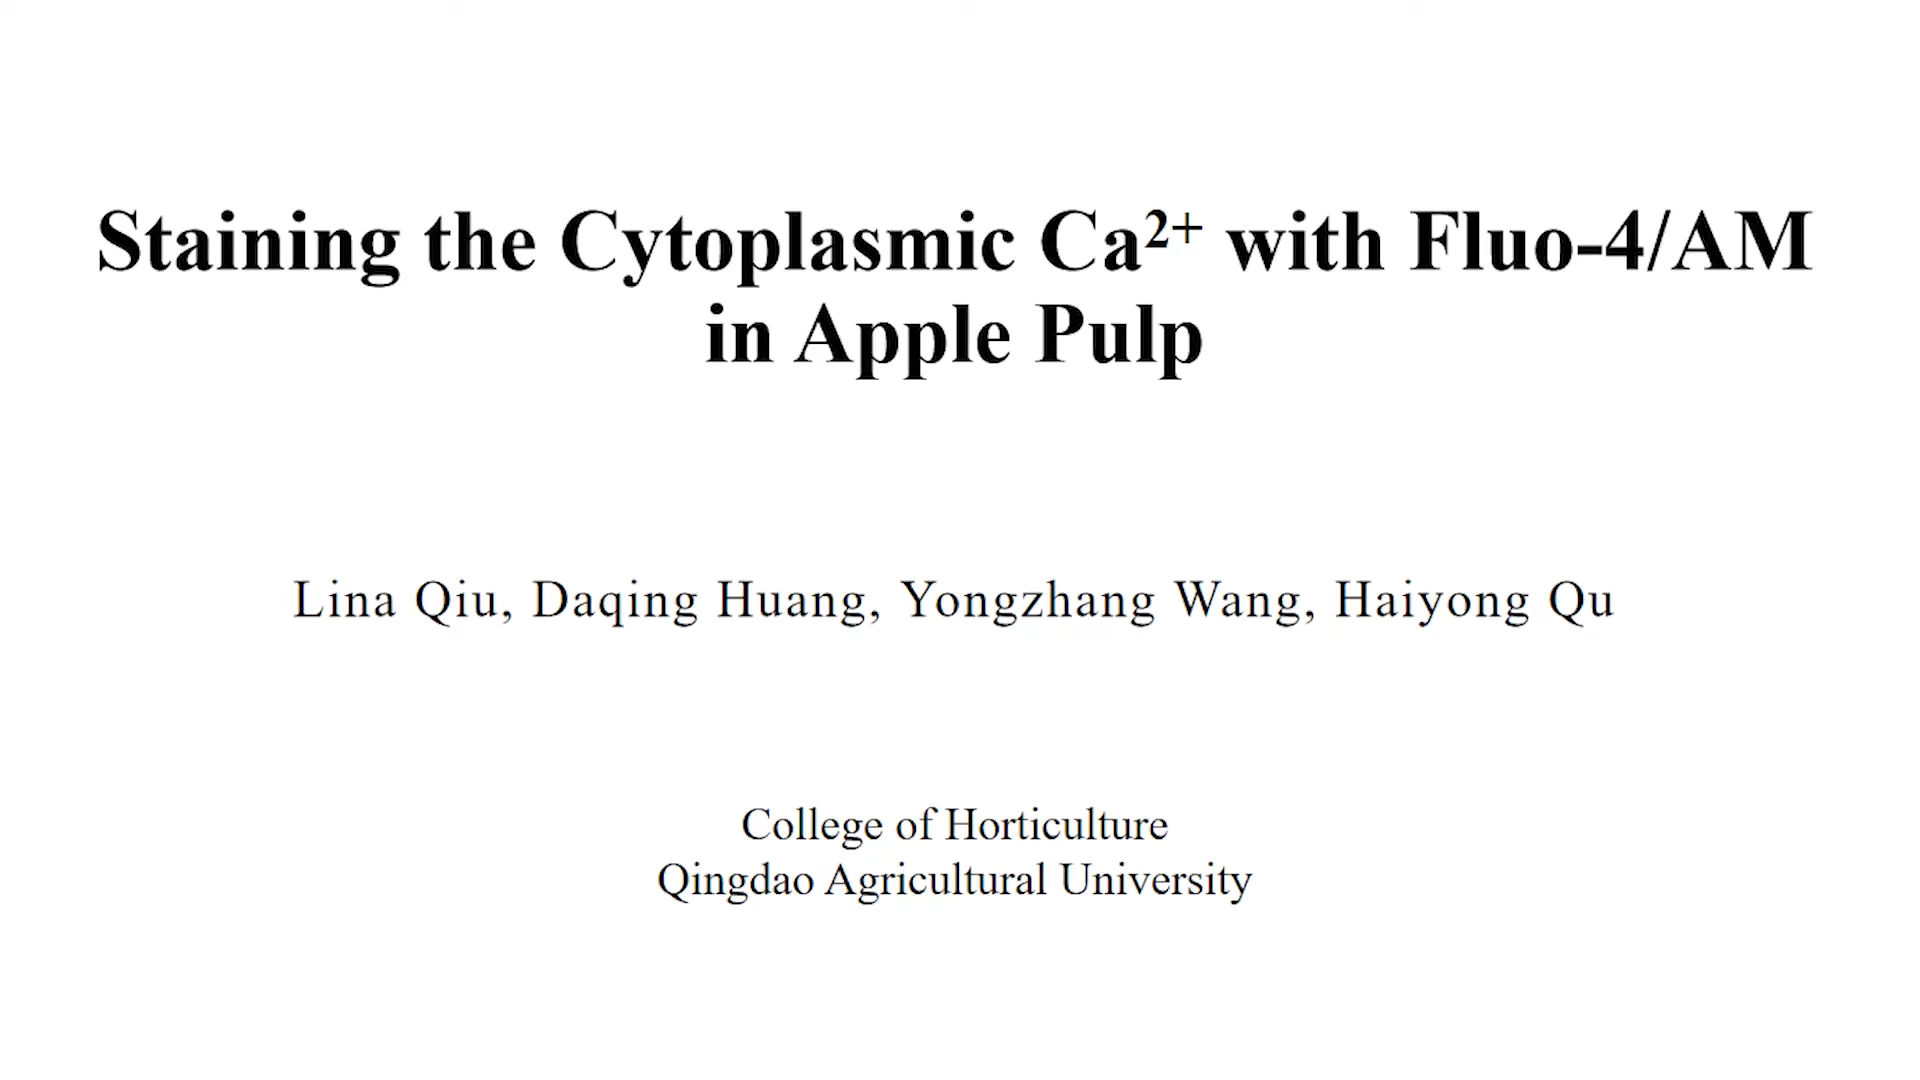 Staining the Cytoplasmic Ca²⁺ with Fluo-4/AM
in Apple Pulp
Lina Qiu, Daqing Huang, Yongzhang Wang, Haiyong Qu
College of Horticulture
Qingdao Agricultural University